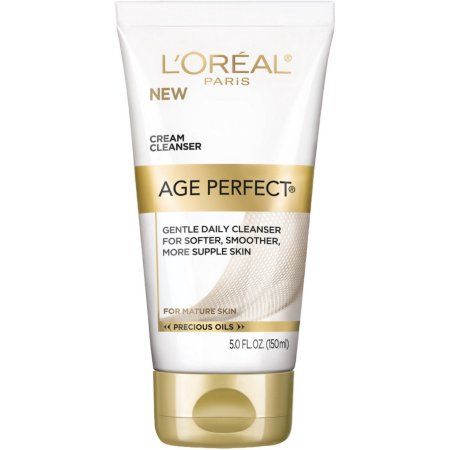 L'ORÉAL®
PARIS
NEW
CREAM
CLEANSER
AGE PERFECT®
GENTLE DAILY CLEANSER
FOR SOFTER, SMOOTHER,
MORE SUPPLE SKIN
FOR MATURE SKIN
‹‹ PRECIOUS OILS ››
5.0 FL.OZ. (150ml)